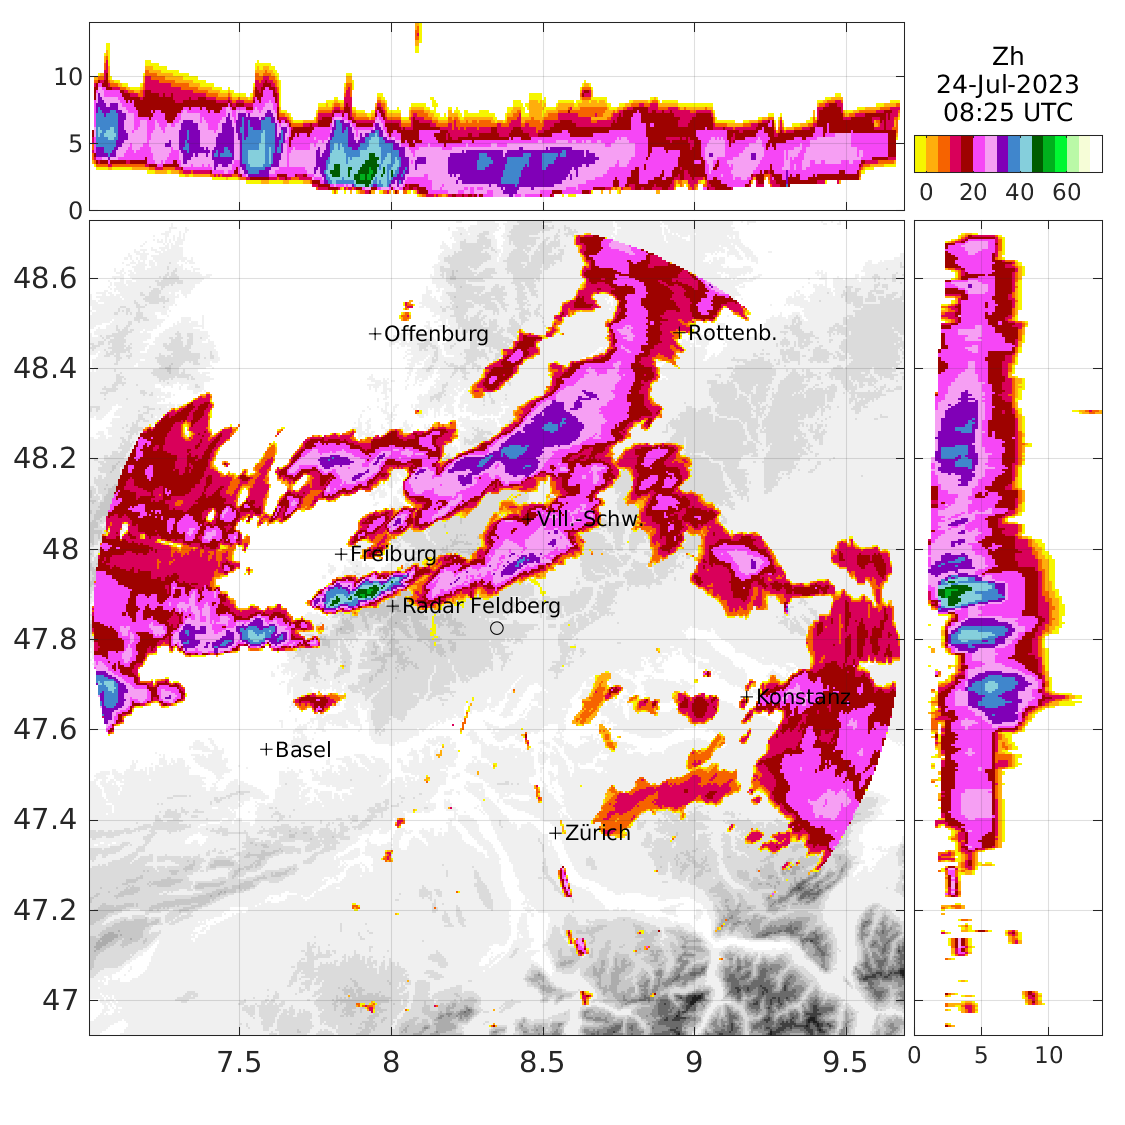 10
5
0
Zh
24-Jul-2023
08:25 UTC
0 20 40 60
48.6
48.4
48.2
48
47.8
47.6
47.4
47.2
47
Offenburg
Rottenb.
Vill.-Schw.
Freiburg
Radar Feldberg
Konstanz
Basel
Zürich
7.5 8 8.5 9 9.5
0 5 10